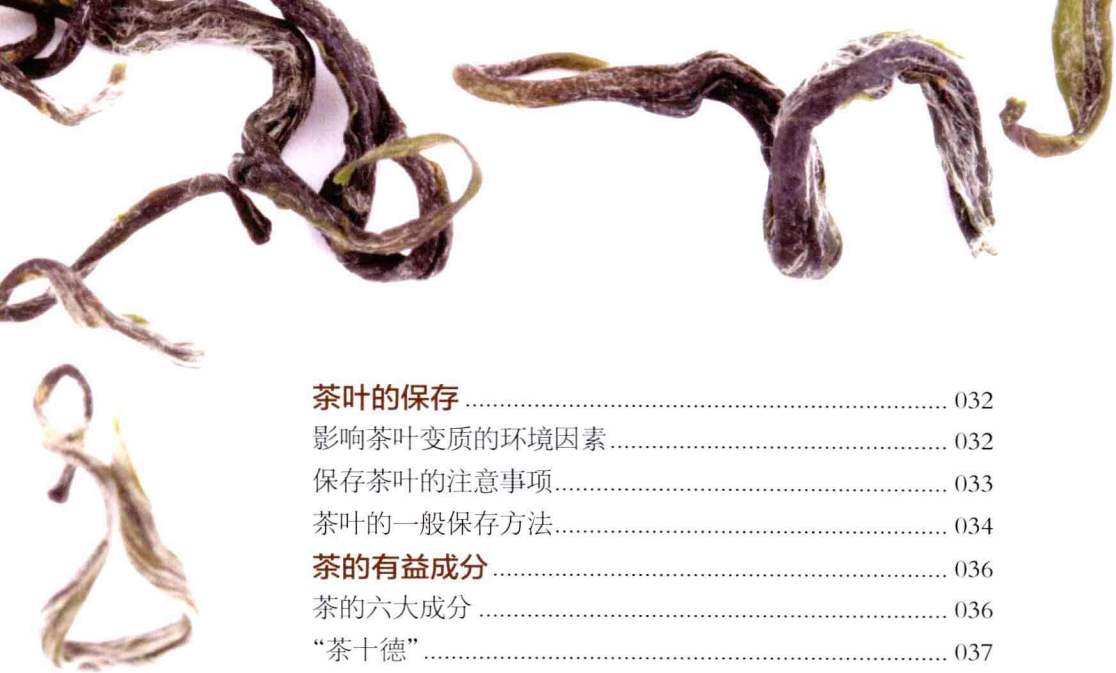 茶叶的保存 ........ 032
影响茶叶变质的环境因素 ........ 032
保存茶叶的注意事项 ........ 033
茶叶的一般保存方法 ........ 034
茶的有益成分 ........ 036
茶的六大成分 ........ 036
“茶十德” ........ 037